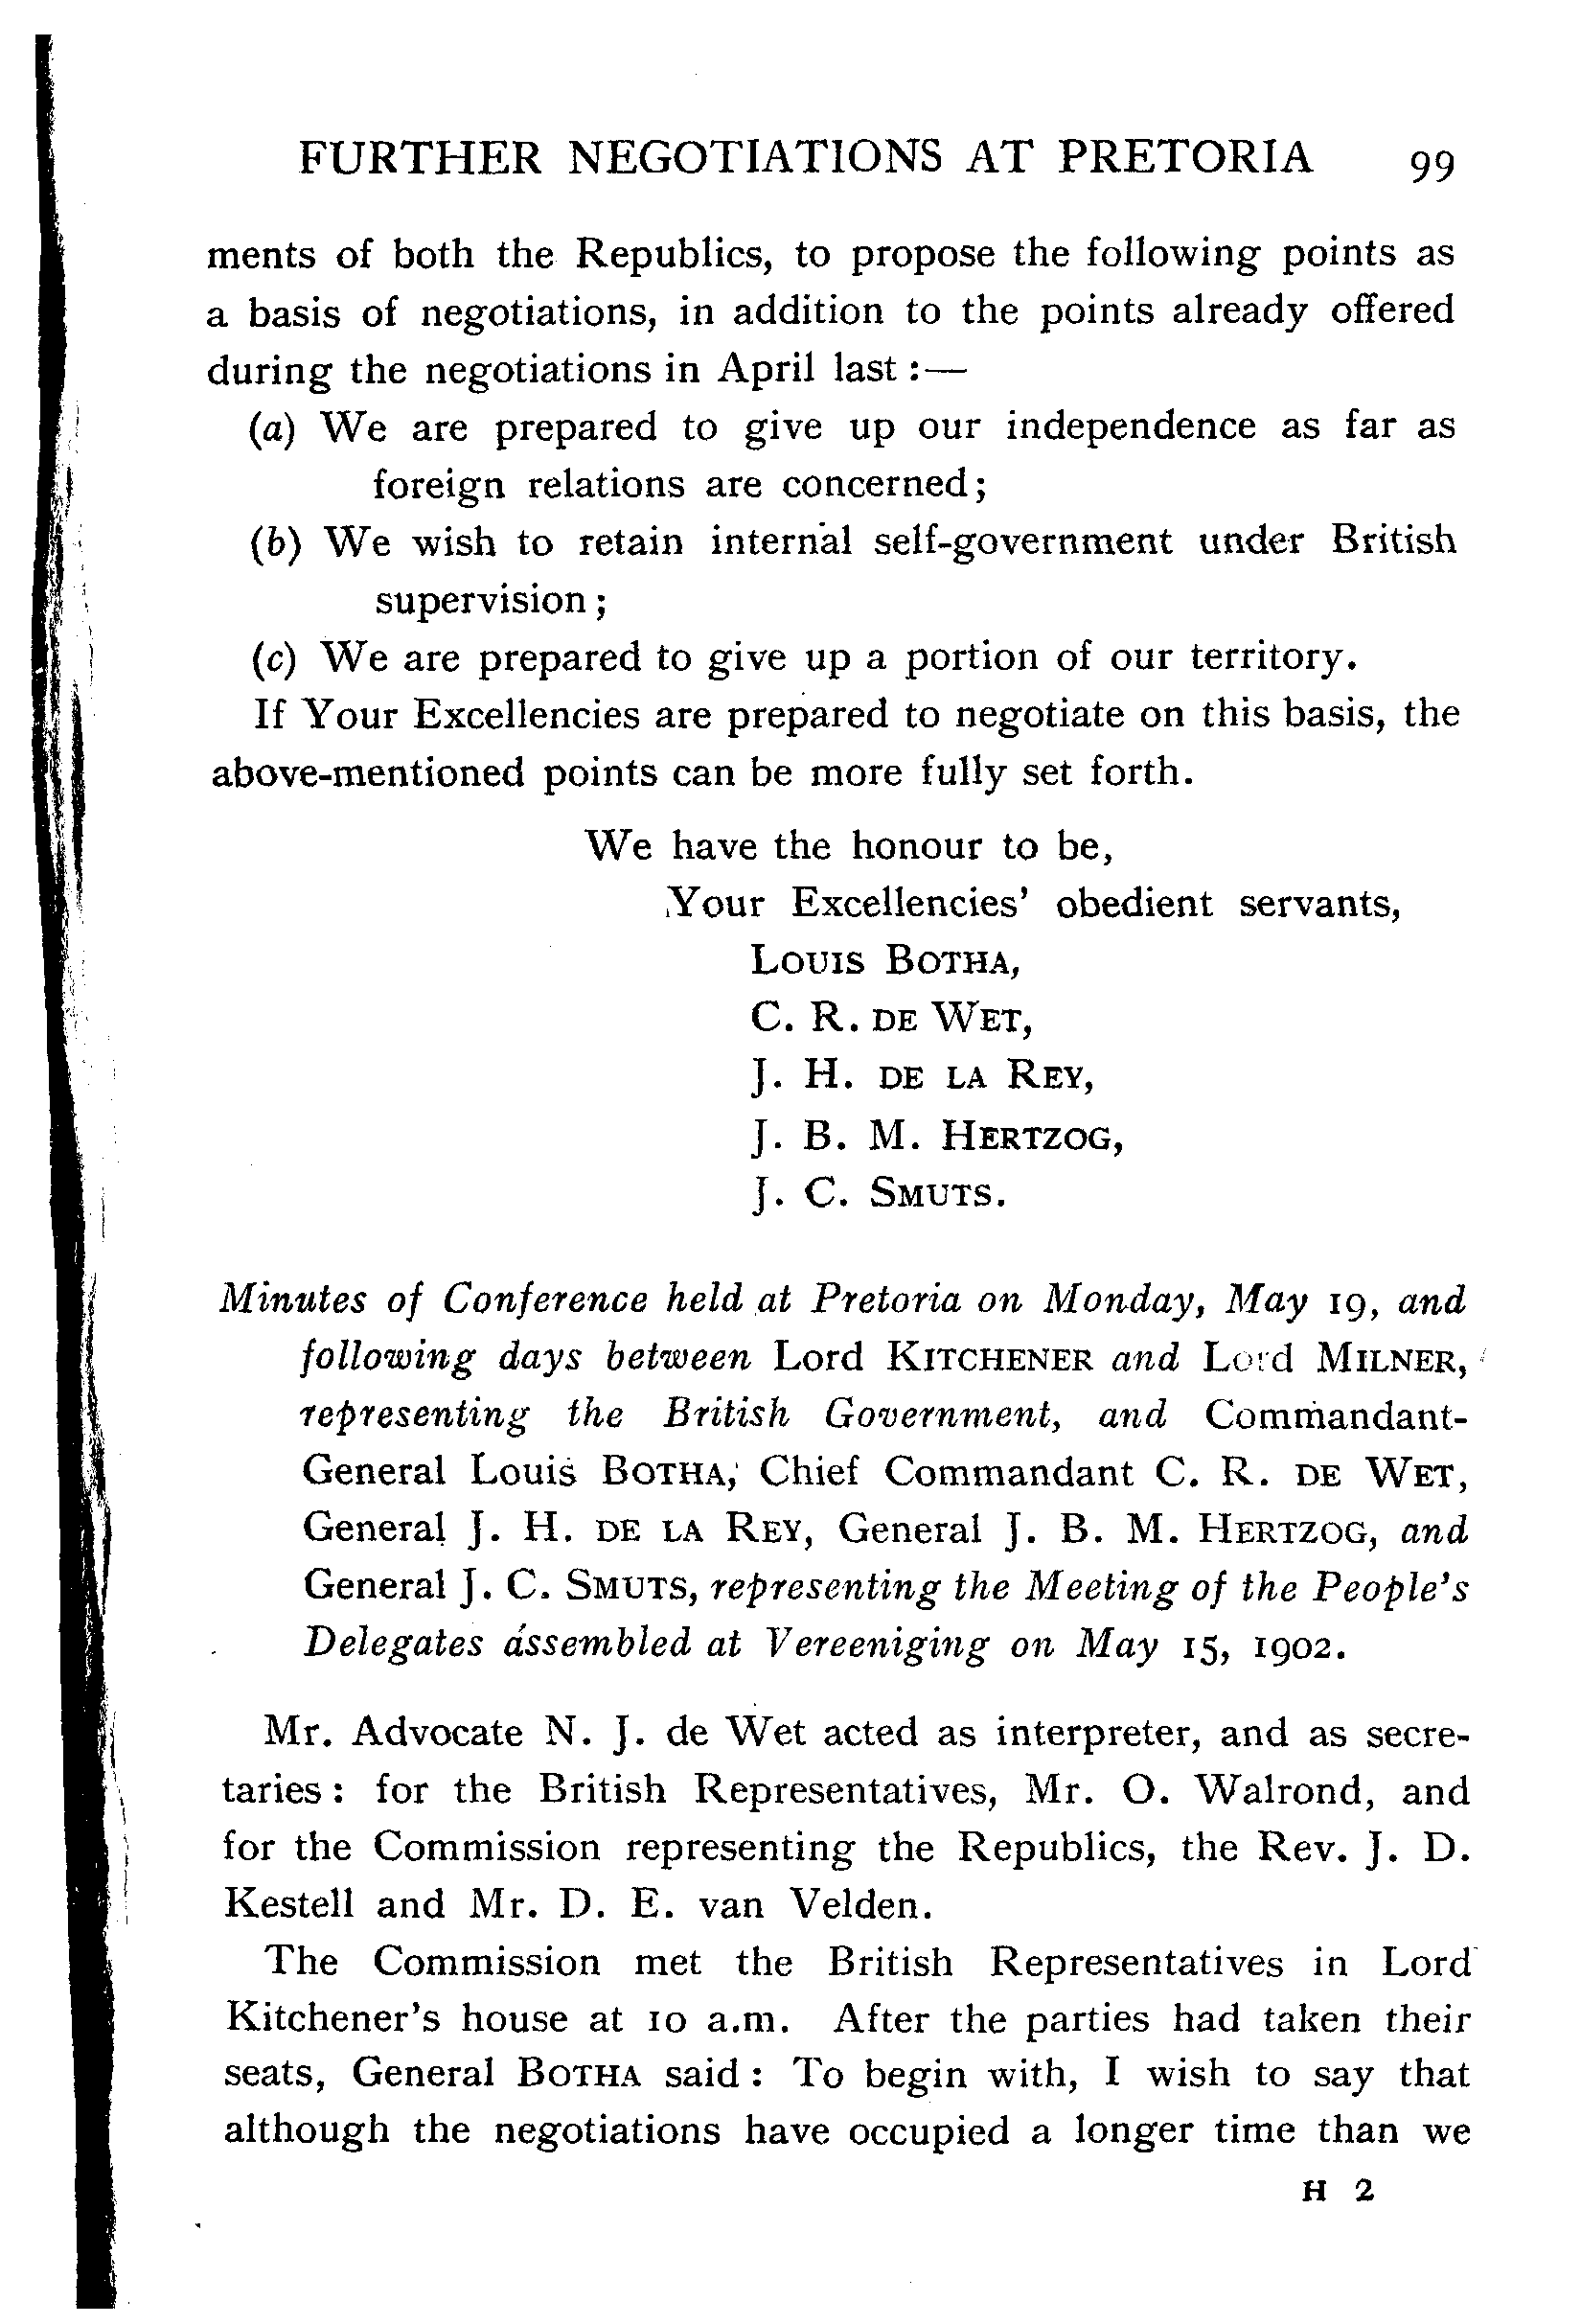 FURTHER NEGOTIATIONS AT PRETORIA 99
ments of both the Republics, to propose the following points as
a basis of negotiations, in addition to the points already offered
during the negotiations in April last :—
(a) We are prepared to give up our independence as far as
foreign relations are concerned;
(b) We wish to retain internal self-government under British
supervision;
(c) We are prepared to give up a portion of our territory.
If Your Excellencies are prepared to negotiate on this basis, the
above-mentioned points can be more fully set forth.
We have the honour to be,
Your Excellencies' obedient servants,
LOUIS BOTHA,
C. R. DE WET,
J. H. DE LA REY,
J. B. M. HERTZOG,
J. C. SMUTS.
Minutes of Conference held at Pretoria on Monday, May 19, and
following days between Lord KITCHENER and Lord MILNER,
representing the British Government, and Commandant-
General Louis BOTHA, Chief Commandant C. R. DE WET,
General J. H. DE LA REY, General J. B. M. HERTZOG, and
General J. C. SMUTS, representing the Meeting of the People's
Delegates assembled at Vereeniging on May 15, 1902.
Mr. Advocate N. J. de Wet acted as interpreter, and as secre-
taries: for the British Representatives, Mr. O. Walrond, and
for the Commission representing the Republics, the Rev. J. D.
Kestell and Mr. D. E. van Velden.
The Commission met the British Representatives in Lord
Kitchener's house at 10 a.m. After the parties had taken their
seats, General BOTHA said: To begin with, I wish to say that
although the negotiations have occupied a longer time than we
H 2